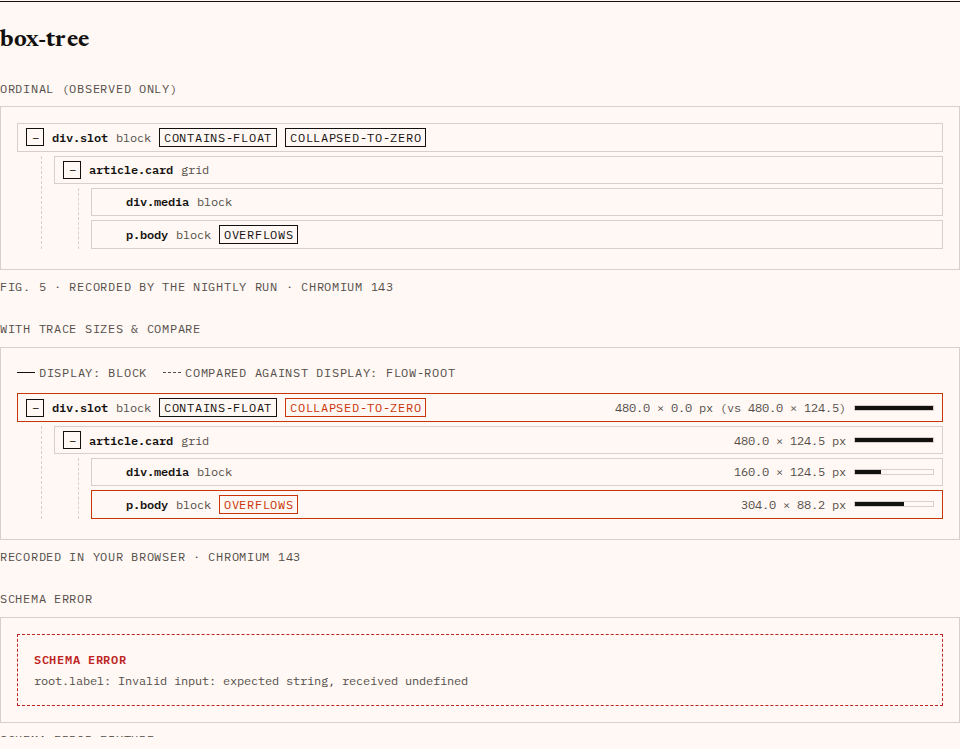 box-tree
ORDINAL (OBSERVED ONLY)
− div.slot block CONTAINS-FLOAT COLLAPSED-TO-ZERO
− article.card grid
div.media block
p.body block OVERFLOWS
FIG. 5 · RECORDED BY THE NIGHTLY RUN · CHROMIUM 143
WITH TRACE SIZES & COMPARE
DISPLAY: BLOCK COMPARED AGAINST DISPLAY: FLOW-ROOT
− div.slot block CONTAINS-FLOAT COLLAPSED-TO-ZERO 480.0 × 0.0 px (vs 480.0 × 124.5)
− article.card grid 480.0 × 124.5 px
div.media block 160.0 × 124.5 px
p.body block OVERFLOWS 304.0 × 88.2 px
RECORDED IN YOUR BROWSER · CHROMIUM 143
SCHEMA ERROR
SCHEMA ERROR
root.label: Invalid input: expected string, received undefined